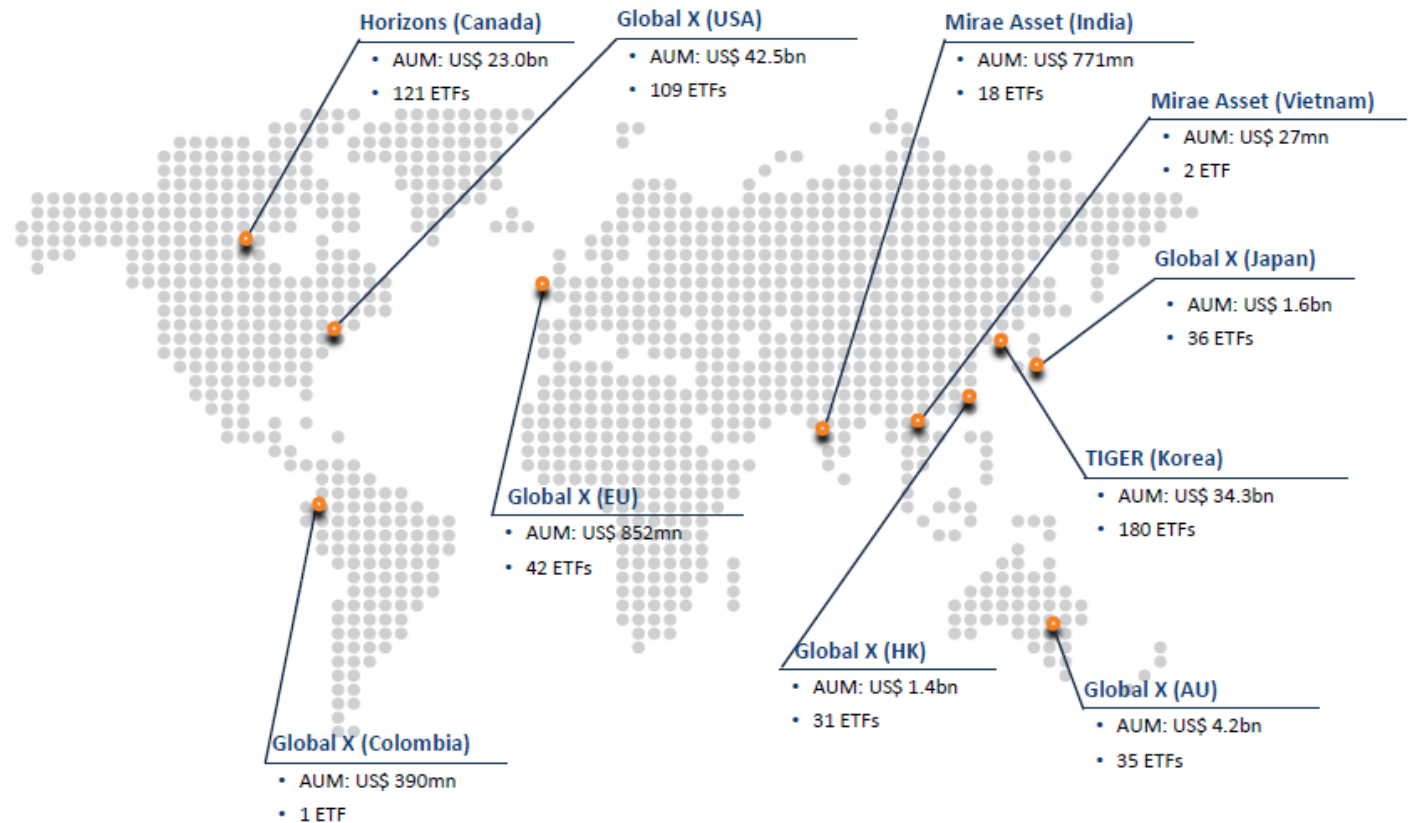 Horizons (Canada)
• AUM: US$ 23.0bn
• 121 ETFs
Global X (USA)
• AUM: US$ 42.5bn
• 109 ETFs
Mirae Asset (India)
• AUM: US$ 771mn
• 18 ETFs
Mirae Asset (Vietnam)
• AUM: US$ 27mn
• 2 ETF
Global X (Japan)
• AUM: US$ 1.6bn
• 36 ETFs
TIGER (Korea)
• AUM: US$ 34.3bn
• 180 ETFs
Global X (EU)
• AUM: US$ 852mn
• 42 ETFs
Global X (HK)
• AUM: US$ 1.4bn
• 31 ETFs
Global X (AU)
• AUM: US$ 4.2bn
• 35 ETFs
Global X (Colombia)
• AUM: US$ 390mn
• 1 ETF